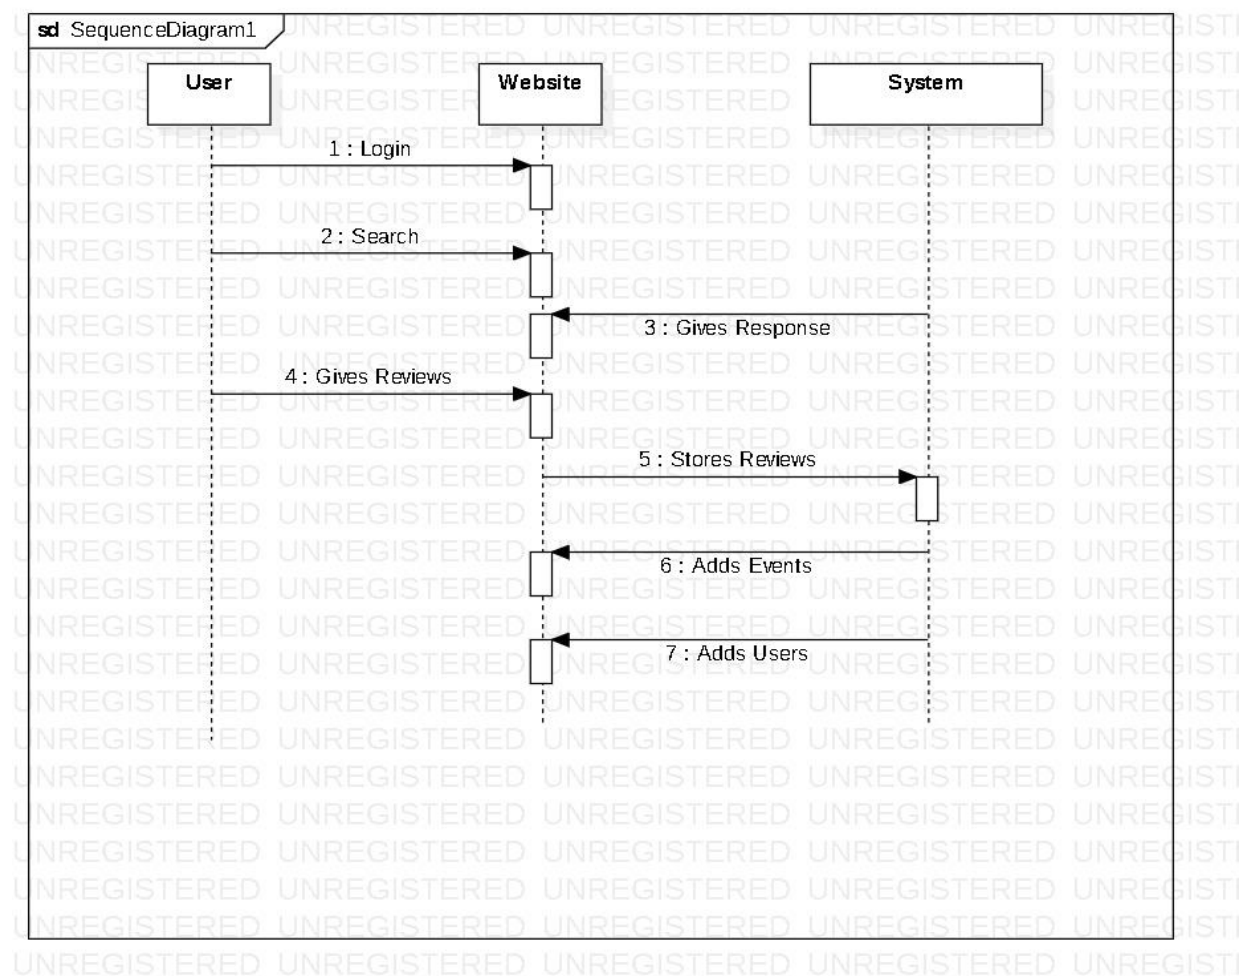 sd SequenceDiagram1
User
Website
System
1 : Login
2 : Search
3 : Gives Response
4 : Gives Reviews
5 : Stores Reviews
6 : Adds Events
7 : Adds Users
UNREGISTERED